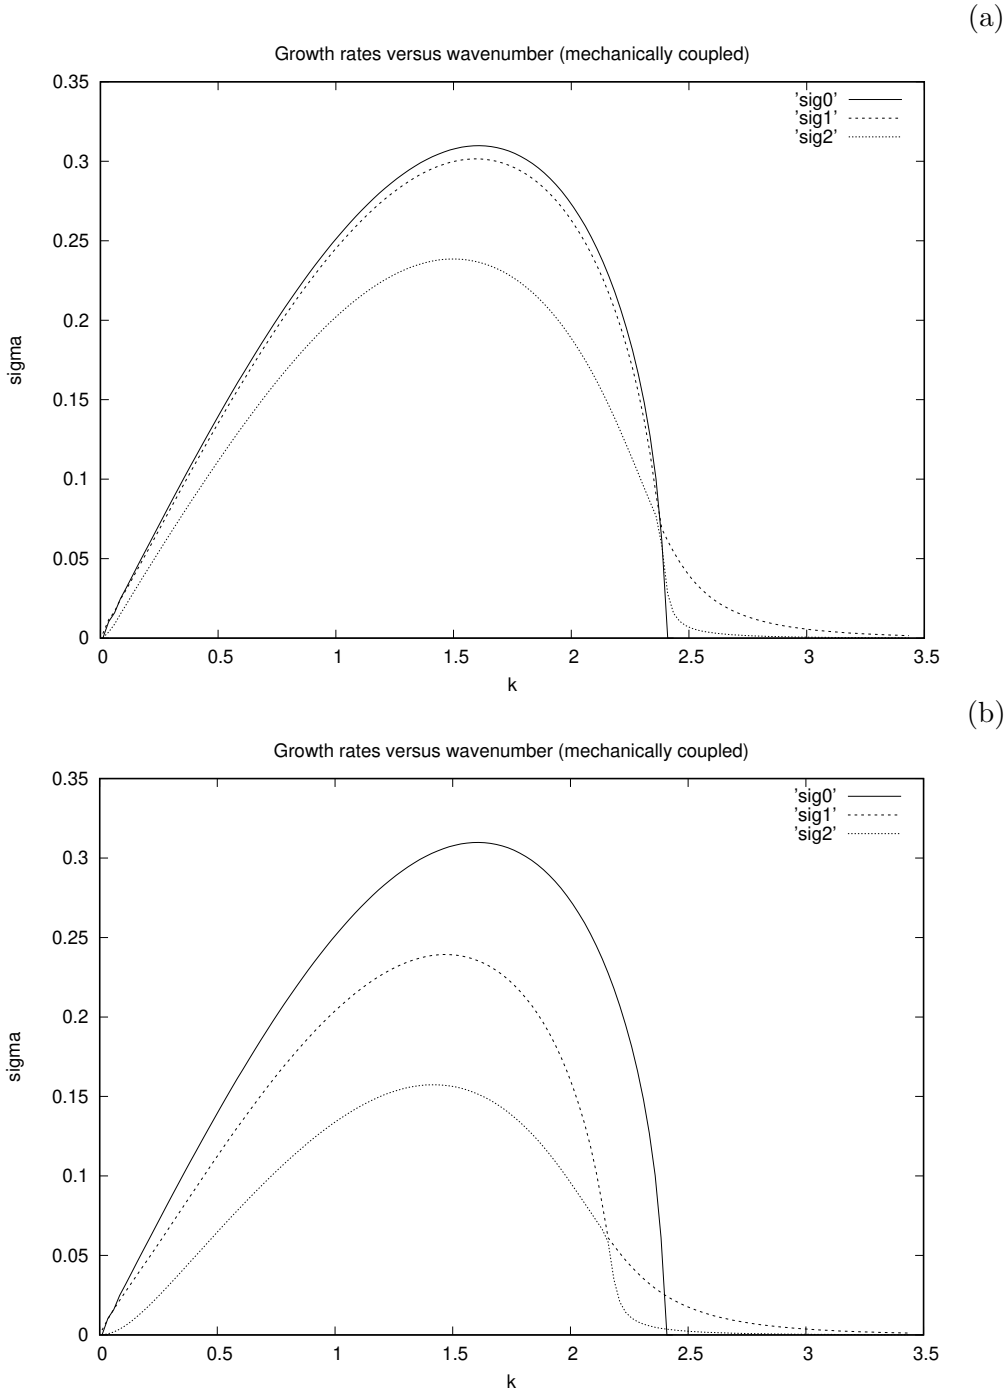 (a)
Growth rates versus wavenumber (mechanically coupled)
0.35
'sig0'
'sig1'
'sig2'
0.3
0.25
0.2
sigma
0.15
0.1
0.05
0
0 0.5 1 1.5 2 2.5 3 3.5
k
(b)
Growth rates versus wavenumber (mechanically coupled)
0.35
'sig0'
'sig1'
'sig2'
0.3
0.25
0.2
sigma
0.15
0.1
0.05
0
0 0.5 1 1.5 2 2.5 3 3.5
k